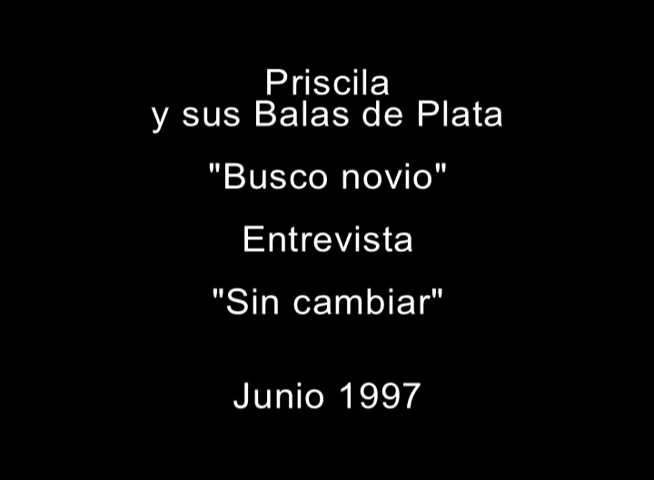 Priscila
y sus Balas de Plata
"Busco novio"
Entrevista
"Sin cambiar"
Junio 1997